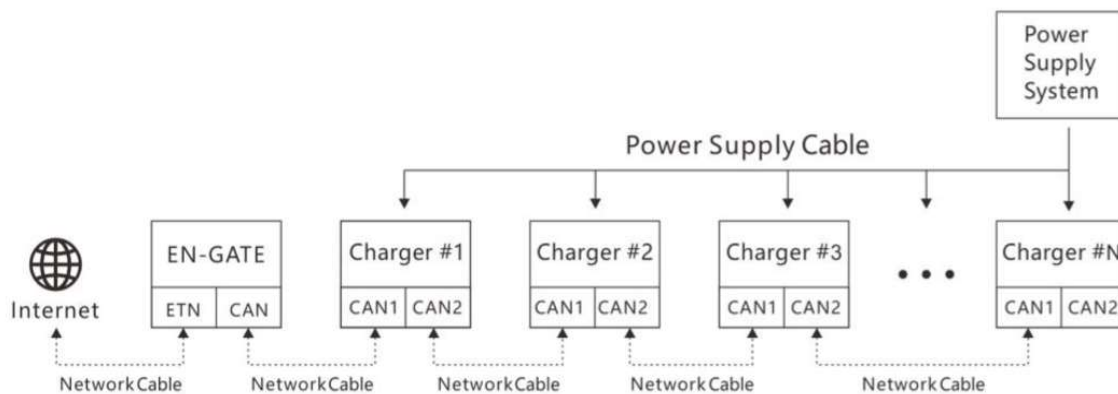 Power
Supply
System
Power Supply Cable
Internet
EN-GATE
ETN CAN
Charger #1
CAN1 CAN2
Charger #2
CAN1 CAN2
Charger #3
CAN1 CAN2
Charger #N
CAN1 CAN2
Network Cable
Network Cable
Network Cable
Network Cable
Network Cable